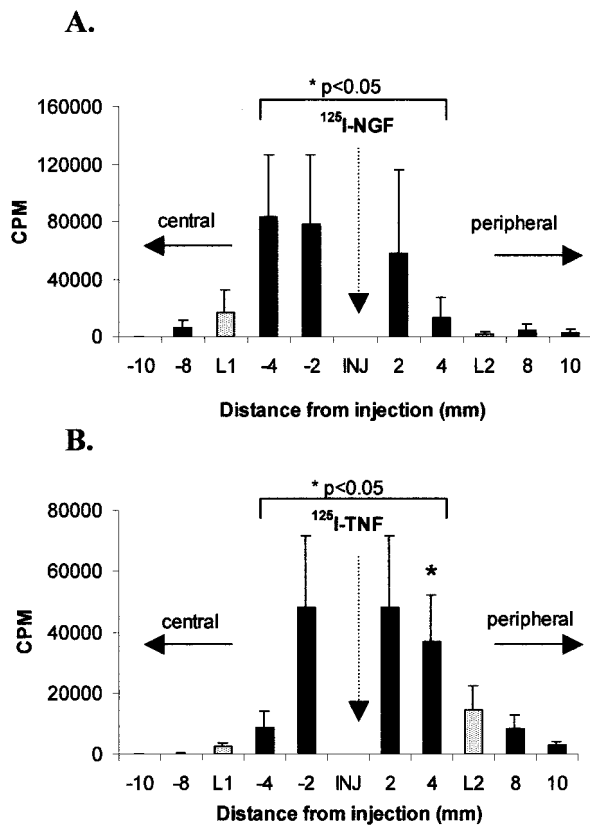 A.
* p<0.05
160000
¹²⁵I-NGF
120000
CPM
80000
central
peripheral
40000
0
-10 -8 L1 -4 -2 INJ 2 4 L2 8 10
Distance from injection (mm)
B.
* p<0.05
80000
¹²⁵I-TNF
60000
*
CPM
40000
central
peripheral
20000
0
-10 -8 L1 -4 -2 INJ 2 4 L2 8 10
Distance from injection (mm)